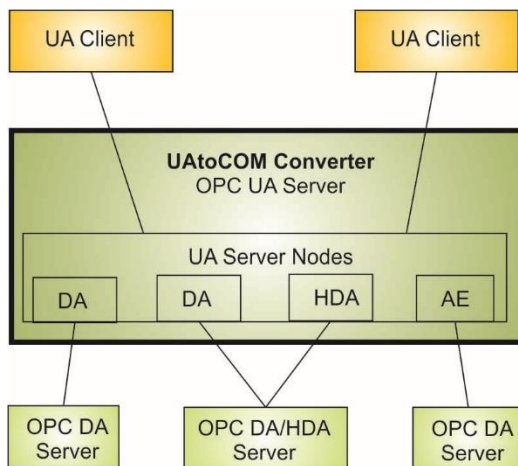 UA Client
UA Client
UAtoCOM Converter
OPC UA Server
UA Server Nodes
DA
DA
HDA
AE
OPC DA
Server
OPC DA/HDA
Server
OPC DA
Server